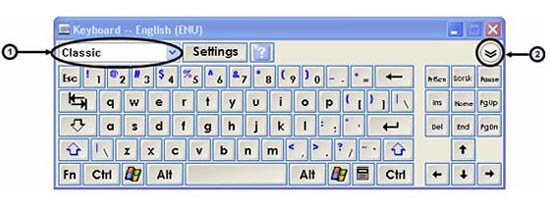 Keyboard -- English (ENU)
1 Classic Settings ? 2
Esc ! 1 @ 2 # 3 $ 4 % 5 ^ 6 & 7 * 8 ( 9 ) 0 _ - + = PrtScn ScrLk Pause
q w e r t y u i o p { [ } ] | \ Ins Home PgUp
a s d f g h j k l : ; " ' Del End PgDn
| \ z x c v b n m < , > . ? /
Fn Ctrl Alt Alt Ctrl